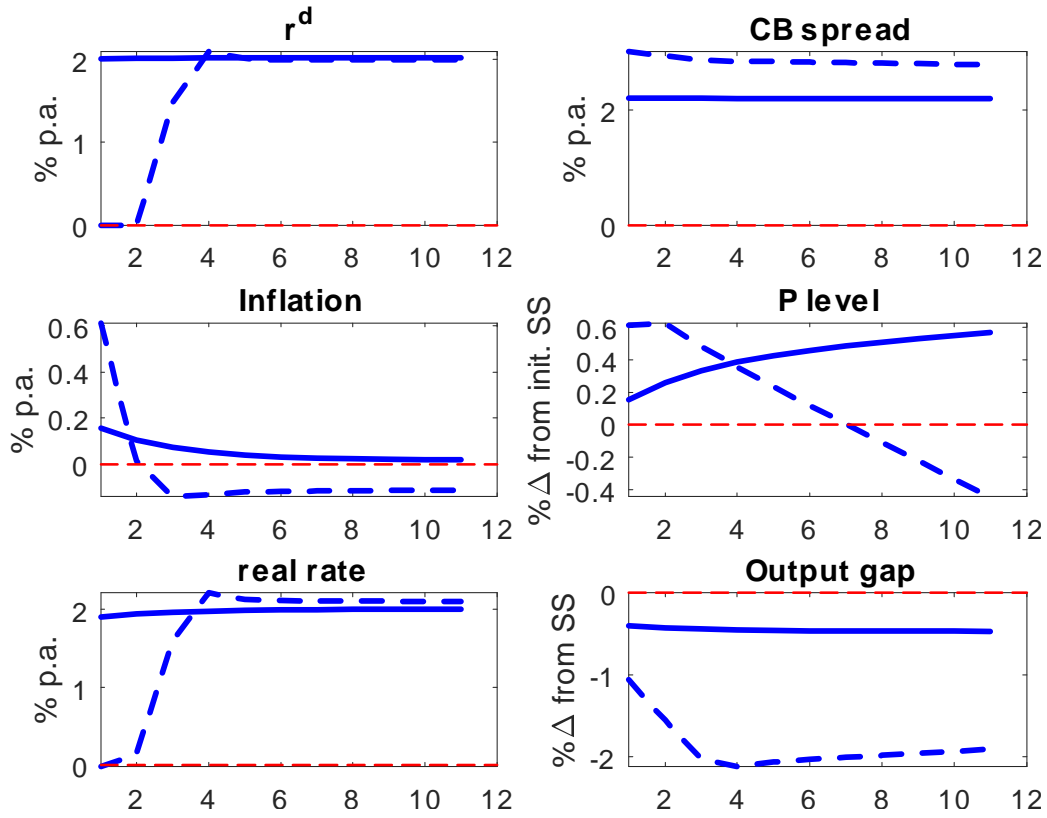 r^d
% p.a.
2
1
0
2 4 6 8 10 12
CB spread
% p.a.
2
0
2 4 6 8 10 12
Inflation
% p.a.
0.6
0.4
0.2
0
2 4 6 8 10 12
P level
%Δ from init. SS
0.6
0.4
0.2
0
-0.2
-0.4
2 4 6 8 10 12
real rate
% p.a.
2
1
0
2 4 6 8 10 12
Output gap
%Δ from SS
0
-1
-2
2 4 6 8 10 12